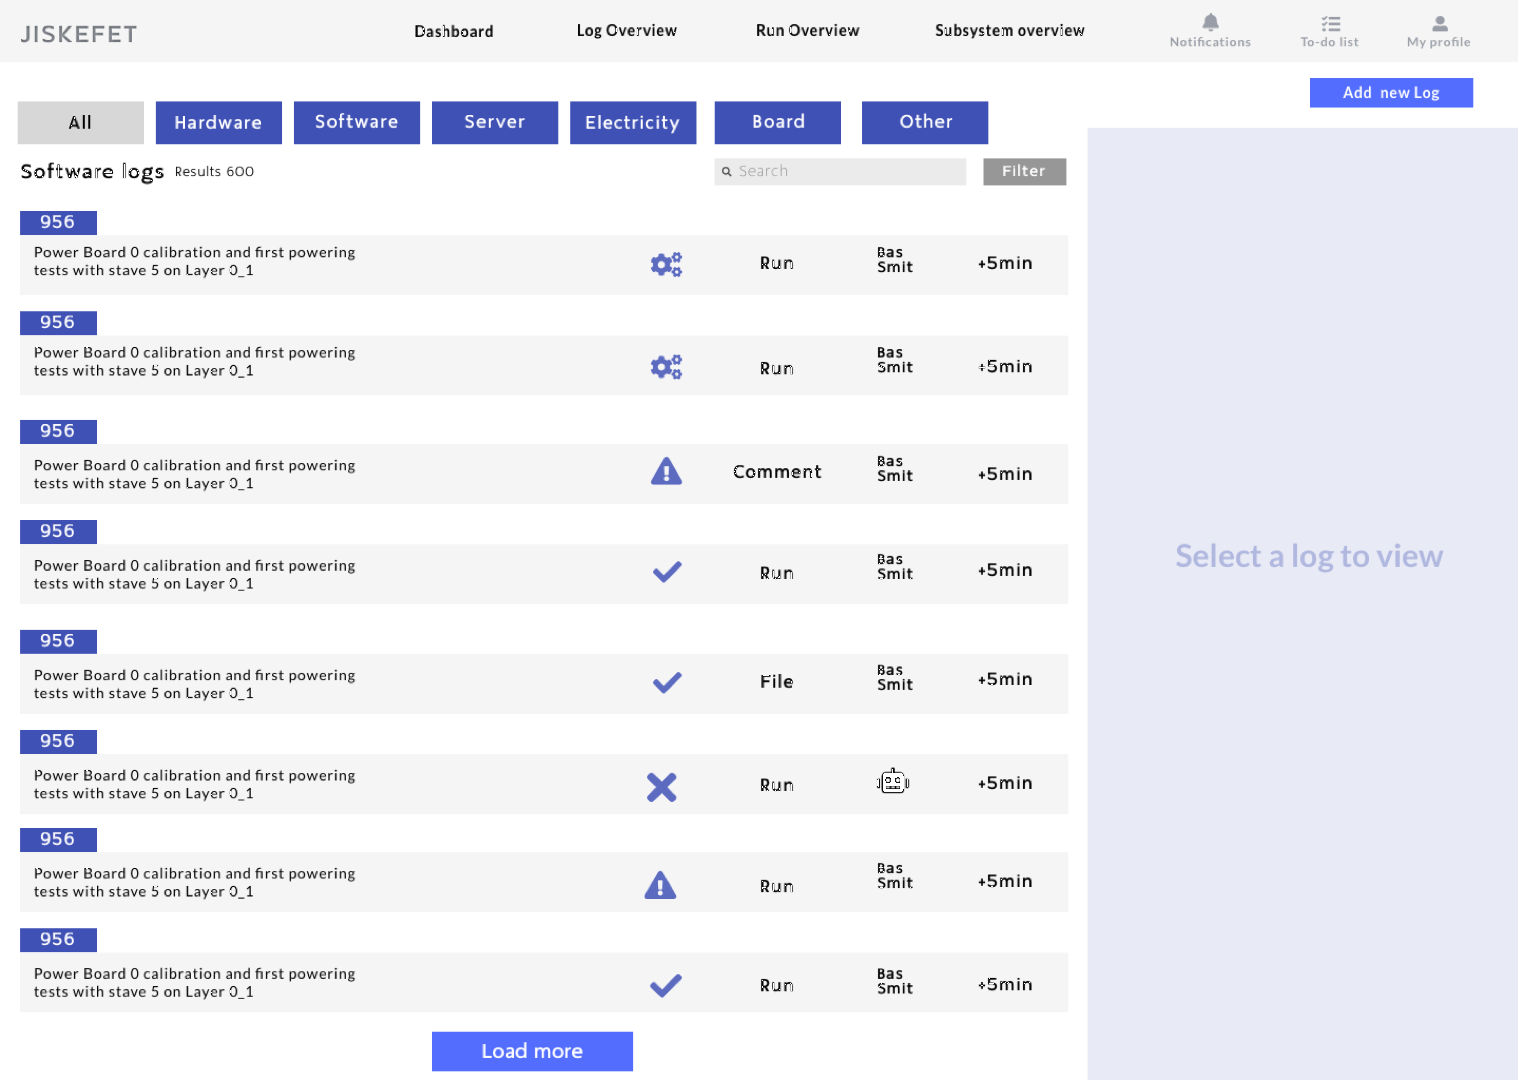 JISKEFET
Dashboard
Log Overview
Run Overview
Subsystem overview
Notifications
To-do list
My profile
Add new Log
All
Hardware
Software
Server
Electricity
Board
Other
Software logs
Results 600
Search
Filter
956
Power Board 0 calibration and first powering
tests with stave 5 on Layer 0_1
Run
Bas
Smit
+5min
956
Power Board 0 calibration and first powering
tests with stave 5 on Layer 0_1
Run
Bas
Smit
+5min
956
Power Board 0 calibration and first powering
tests with stave 5 on Layer 0_1
Comment
Bas
Smit
+5min
956
Power Board 0 calibration and first powering
tests with stave 5 on Layer 0_1
Run
Bas
Smit
+5min
956
Power Board 0 calibration and first powering
tests with stave 5 on Layer 0_1
File
Bas
Smit
+5min
956
Power Board 0 calibration and first powering
tests with stave 5 on Layer 0_1
Run
+5min
956
Power Board 0 calibration and first powering
tests with stave 5 on Layer 0_1
Run
Bas
Smit
+5min
956
Power Board 0 calibration and first powering
tests with stave 5 on Layer 0_1
Run
Bas
Smit
+5min
Load more
Select a log to view